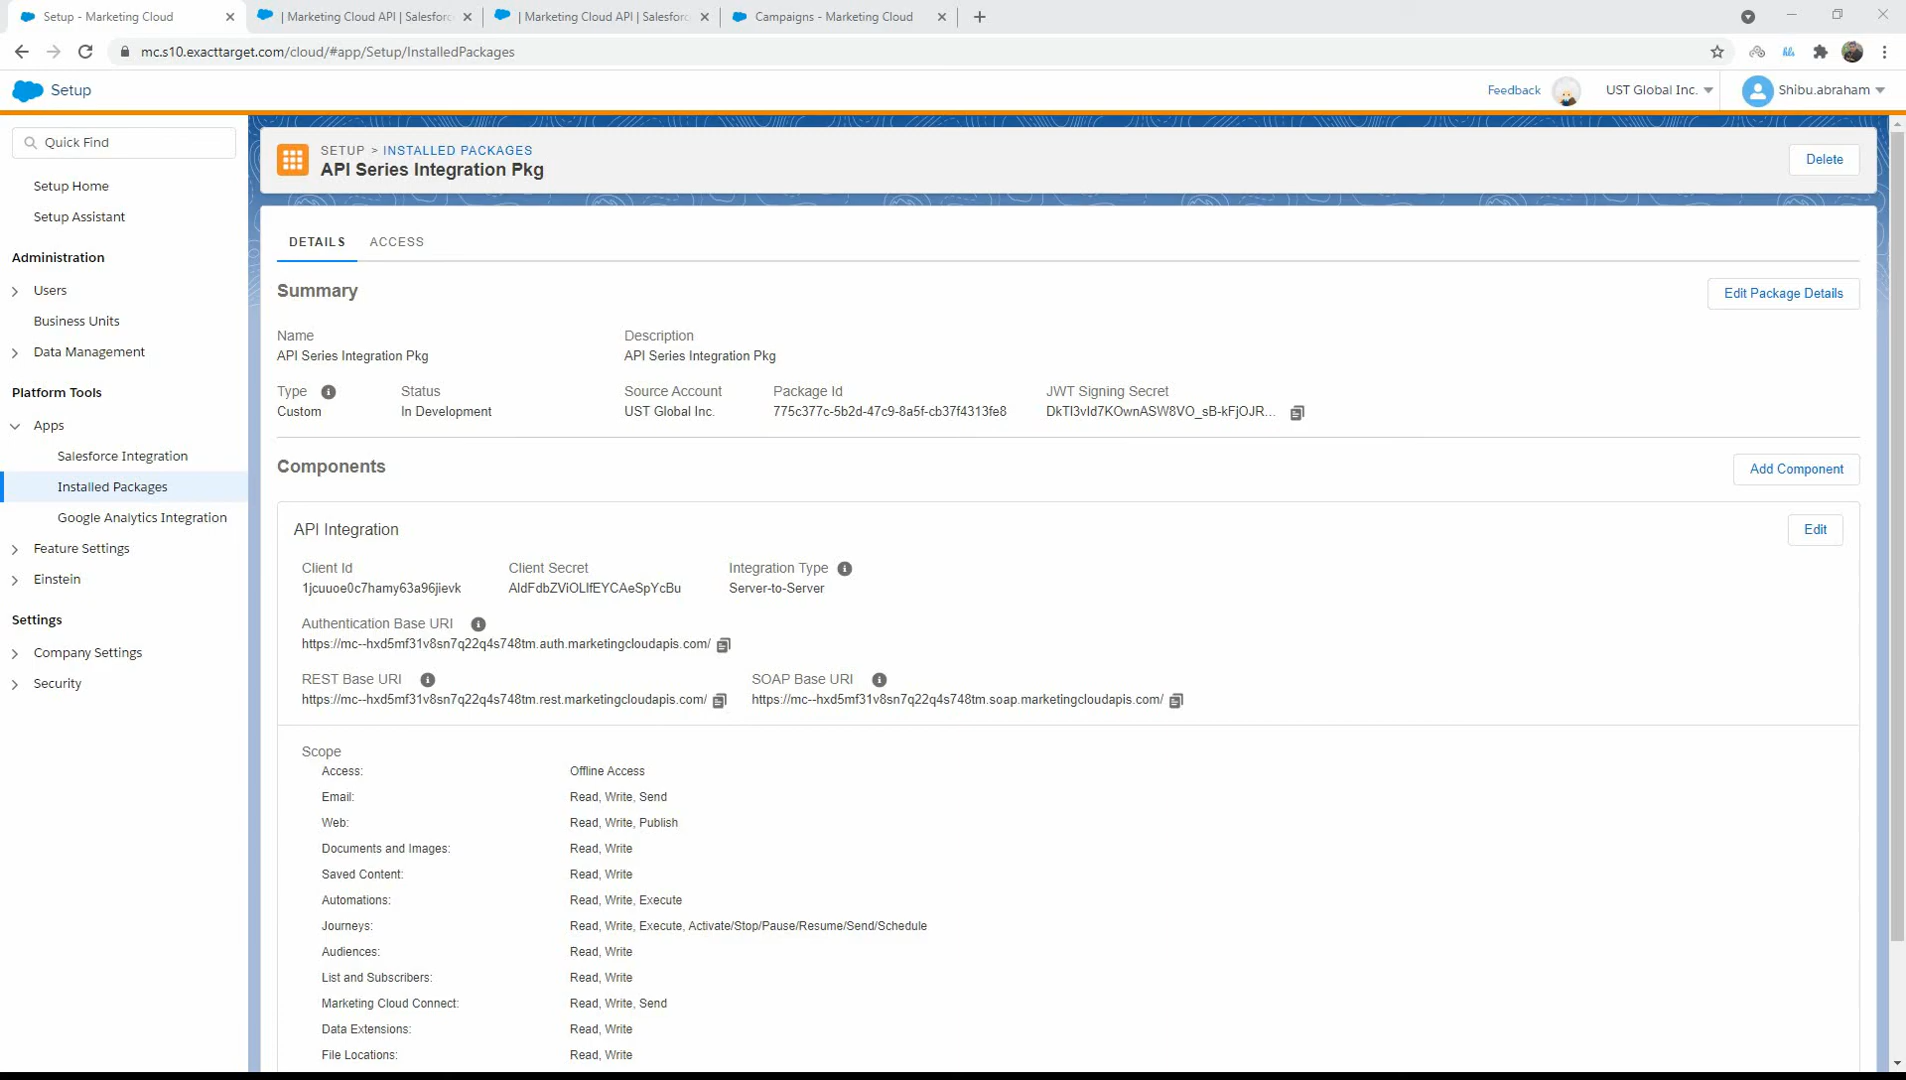 Setup - Marketing Cloud
| Marketing Cloud API | Salesforc
| Marketing Cloud API | Salesforc
Campaigns - Marketing Cloud
mc.s10.exacttarget.com/cloud/#app/Setup/InstalledPackages
Setup
Feedback
UST Global Inc.
Shibu.abraham
Quick Find
Setup Home
Setup Assistant
Administration
Users
Business Units
Data Management
Platform Tools
Apps
Salesforce Integration
Installed Packages
Google Analytics Integration
Feature Settings
Einstein
Settings
Company Settings
Security
SETUP > INSTALLED PACKAGES
API Series Integration Pkg
Delete
DETAILS ACCESS
Summary
Edit Package Details
Name Description
API Series Integration Pkg API Series Integration Pkg
Type Status Source Account Package Id JWT Signing Secret
Custom In Development UST Global Inc. 775c377c-5b2d-47c9-8a5f-cb37f4313fe8
Components
Add Component
API Integration
Edit
Client Id Client Secret Integration Type
1jcuuoe0c7hamy63a96jievk Server-to-Server
Authentication Base URI
https://mc--hxd5mf31v8sn7q22q4s748tm.auth.marketingcloudapis.com/
REST Base URI SOAP Base URI
https://mc--hxd5mf31v8sn7q22q4s748tm.rest.marketingcloudapis.com/ https://mc--hxd5mf31v8sn7q22q4s748tm.soap.marketingcloudapis.com/
Scope
Access: Offline Access
Email: Read, Write, Send
Web: Read, Write, Publish
Documents and Images: Read, Write
Saved Content: Read, Write
Automations: Read, Write, Execute
Journeys: Read, Write, Execute, Activate/Stop/Pause/Resume/Send/Schedule
Audiences: Read, Write
List and Subscribers: Read, Write
Marketing Cloud Connect: Read, Write, Send
Data Extensions: Read, Write
File Locations: Read, Write